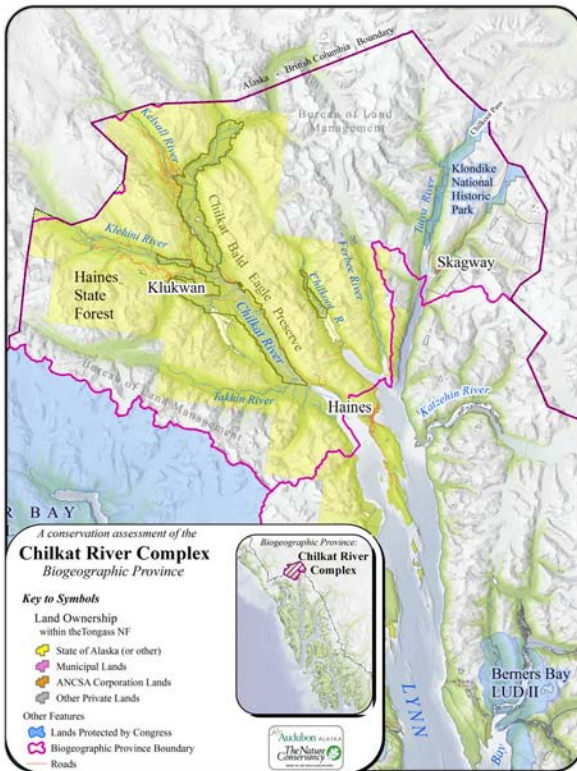 Alaska - British Columbia Boundary
Bureau of Land
Management
Chilkoot Pass
Kelsall River
Klondike
National
Historic
Park
Taiya River
Klehini River
Ferbee River
Skagway
Chilkat Bald Eagle Preserve
Haines
State
Forest
Klukwan
Chilkoot R.
Chilkat River
Bureau of Land Management
Takhin River
Haines
Katzehin River
R BAY
A conservation assessment of the
Chilkat River Complex
Biogeographic Province
Key to Symbols
Land Ownership
within theTongass NF
State of Alaska (or other)
Municipal Lands
ANCSA Corporation Lands
Other Private Lands
Other Features
Lands Protected by Congress
Biogeographic Province Boundary
Roads
Biogeographic Province:
Chilkat River
Complex
Audubon ALASKA
The Nature
Conservancy
Berners Bay
LUD II
LYNN
Bay